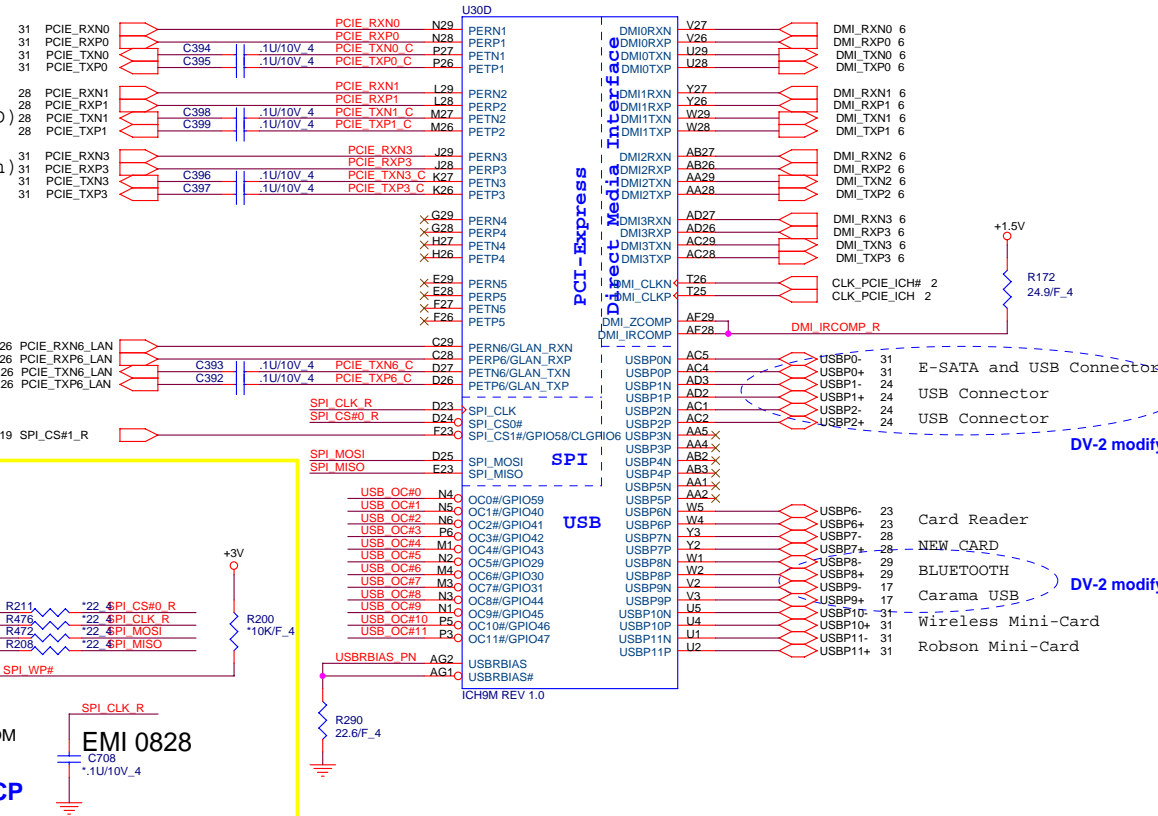 U30D
31 PCIE_RXN0 PCIE_RXN0 N29 PERN1 DMI0RXN V27 DMI_RXN0 6
31 PCIE_RXP0 PCIE_RXP0 N28 PERP1 DMI0RXP V26 DMI_RXP0 6
31 PCIE_TXN0 C394 .1U/10V_4 PCIE_TXN0_C P27 PETN1 DMI0TXN U29 DMI_TXN0 6
31 PCIE_TXP0 C395 .1U/10V_4 PCIE_TXP0_C P26 PETP1 DMI0TXP U28 DMI_TXP0 6
28 PCIE_RXN1 PCIE_RXN1 L29 PERN2 DMI1RXN Y27 DMI_RXN1 6
28 PCIE_RXP1 PCIE_RXP1 L28 PERP2 DMI1RXP Y26 DMI_RXP1 6
) 28 PCIE_TXN1 C398 .1U/10V_4 PCIE_TXN1_C M27 PETN2 DMI1TXN W29 DMI_TXN1 6
28 PCIE_TXP1 C399 .1U/10V_4 PCIE_TXP1_C M26 PETP2 DMI1TXP W28 DMI_TXP1 6
31 PCIE_RXN3 PCIE_RXN3 J29 PERN3 DMI2RXN AB27 DMI_RXN2 6
) 31 PCIE_RXP3 PCIE_RXP3 J28 PERP3 DMI2RXP AB26 DMI_RXP2 6
31 PCIE_TXN3 C396 .1U/10V_4 PCIE_TXN3_C K27 PETN3 DMI2TXN AA29 DMI_TXN2 6
31 PCIE_TXP3 C397 .1U/10V_4 PCIE_TXP3_C K26 PETP3 DMI2TXP AA28 DMI_TXP2 6
G29 PERN4 DMI3RXN AD27 DMI_RXN3 6
G28 PERP4 DMI3RXP AD26 DMI_RXP3 6
H27 PETN4 DMI3TXN AC29 DMI_TXN3 6
H26 PETP4 DMI3TXP AC28 DMI_TXP3 6
PCI-Express
Direct Media Interface
+1.5V
R172
24.9/F_4
E29 PERN5 DMI_CLKN T26 CLK_PCIE_ICH# 2
E28 PERP5 DMI_CLKP T25 CLK_PCIE_ICH 2
F27 PETN5
F26 PETP5 DMI_ZCOMP AF29
DMI_IRCOMP AF28 DMI_IRCOMP_R
26 PCIE_RXN6_LAN C29 PERN6/GLAN_RXN USBP0N AC5 USBP0- 31
26 PCIE_RXP6_LAN C28 PERP6/GLAN_RXP USBP0P AC4 USBP0+ 31 E-SATA and USB Connector
26 PCIE_TXN6_LAN C393 .1U/10V_4 PCIE_TXN6_C D27 PETN6/GLAN_TXN USBP1N AD3 USBP1- 24
26 PCIE_TXP6_LAN C392 .1U/10V_4 PCIE_TXP6_C D26 PETP6/GLAN_TXP USBP1P AD2 USBP1+ 24 USB Connector
SPI_CLK_R D23 SPI_CLK USBP2N AC1 USBP2- 24
SPI_CS#0_R D24 SPI_CS0# USBP2P AC2 USBP2+ 24 USB Connector
19 SPI_CS#1_R F23 SPI_CS1#/GPIO58/CLGPIO6 USBP3N AA5
USBP3P AA4
DV-2 modify
SPI_MOSI D25 SPI_MOSI SPI USBP4N AB2
SPI_MISO E23 SPI_MISO USBP4P AB3
USBP5N AA1
USB_OC#0 N4 OC0#/GPIO59 USBP5P AA2
USB_OC#1 N5 OC1#/GPIO40 USBP6N W5 USBP6- 23
USB_OC#2 N6 OC2#/GPIO41 USB USBP6P W4 USBP6+ 23 Card Reader
USB_OC#3 P6 OC3#/GPIO42 USBP7N Y3 USBP7- 28
USB_OC#4 M1 OC4#/GPIO43 USBP7P Y2 USBP7+ 28 NEW CARD
USB_OC#5 N2 OC5#/GPIO29 USBP8N W1 USBP8- 29
USB_OC#6 M4 OC6#/GPIO30 USBP8P W2 USBP8+ 29 BLUETOOTH
USB_OC#7 M3 OC7#/GPIO31 USBP9N V2 USBP9- 17
USB_OC#8 N3 OC8#/GPIO44 USBP9P V3 USBP9+ 17 Carama USB
USB_OC#9 N1 OC9#/GPIO45 USBP10N U5 USBP10- 31
USB_OC#10 P5 OC10#/GPIO46 USBP10P U4 USBP10+ 31 Wireless Mini-Card
USB_OC#11 P3 OC11#/GPIO47 USBP11N U1 USBP11- 31
USBP11P U2 USBP11+ 31 Robson Mini-Card
DV-2 modify
USBRBIAS_PN AG2 USBRBIAS
AG1 USBRBIAS#
ICH9M REV 1.0
R290
22.6/F_4
+3V
R200
*10K/F_4
R211 *22_4 SPI_CS#0_R
R476 *22_4 SPI_CLK_R
R472 *22_4 SPI_MOSI
R208 *22_4 SPI_MISO
SPI_WP#
SPI_CLK_R
EMI 0828
C708
*.1U/10V_4
OM
CP